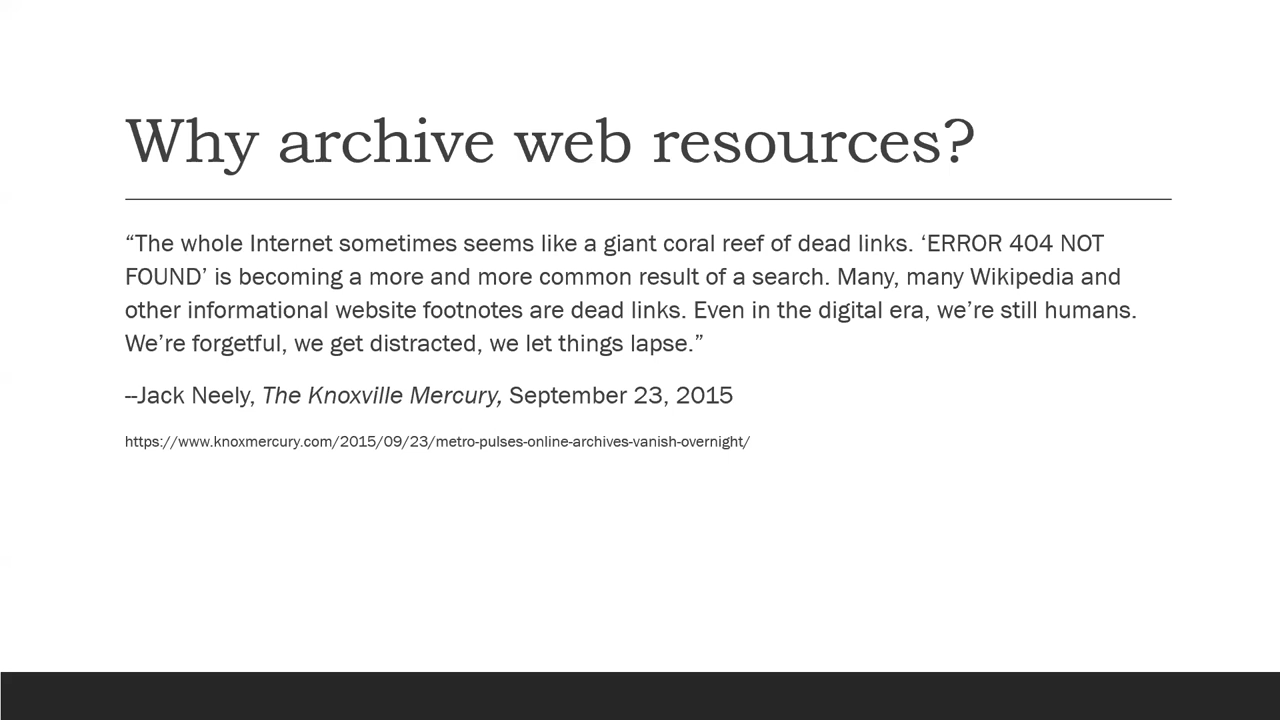 Why archive web resources?
“The whole Internet sometimes seems like a giant coral reef of dead links. ‘ERROR 404 NOT
FOUND’ is becoming a more and more common result of a search. Many, many Wikipedia and
other informational website footnotes are dead links. Even in the digital era, we’re still humans.
We’re forgetful, we get distracted, we let things lapse.”
--Jack Neely, The Knoxville Mercury, September 23, 2015
https://www.knoxmercury.com/2015/09/23/metro-pulses-online-archives-vanish-overnight/